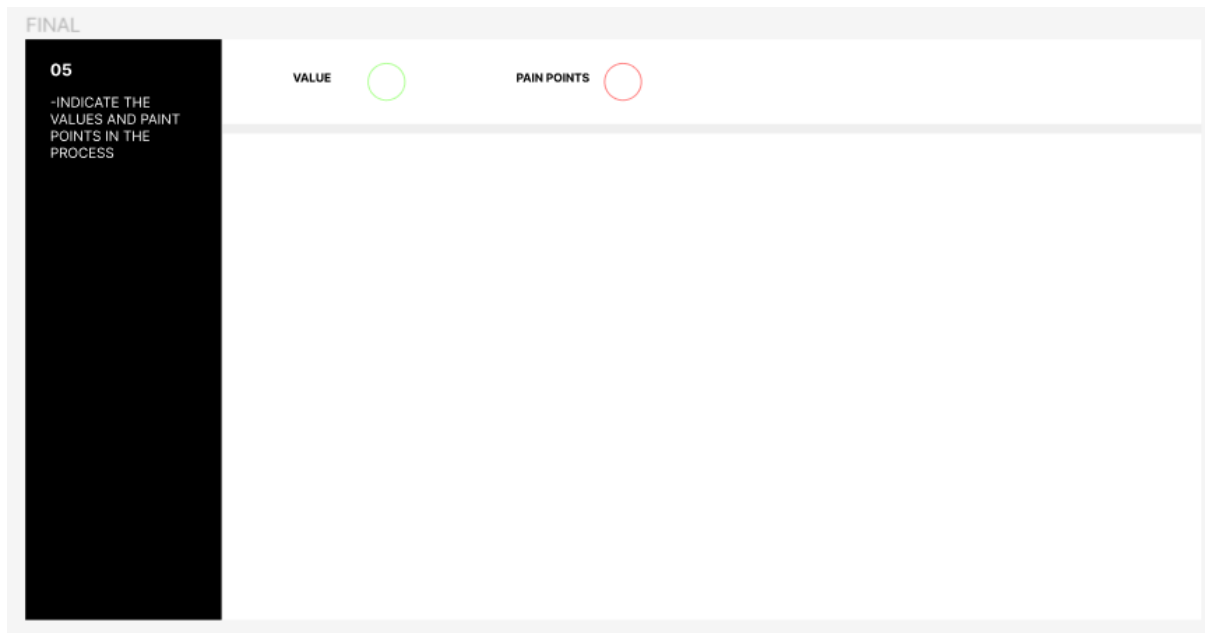 FINAL
05
-INDICATE THE
VALUES AND PAINT
POINTS IN THE
PROCESS
VALUE
PAIN POINTS